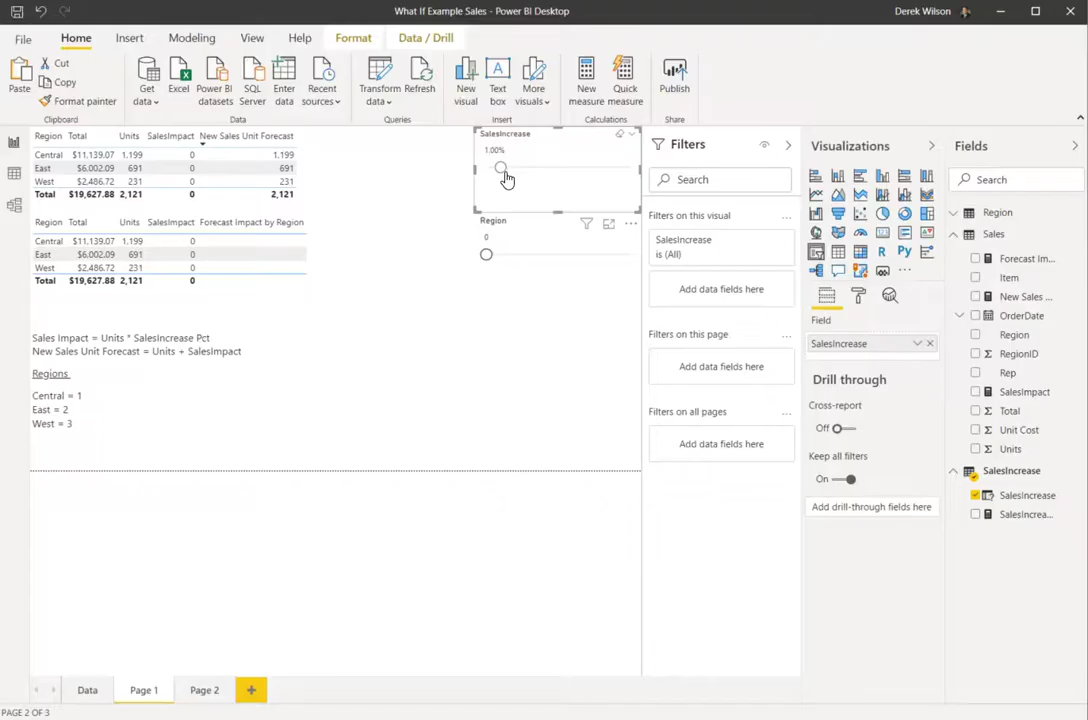 What If Example Sales - Power BI Desktop
Derek Wilson
File Home Insert Modeling View Help Format Data / Drill
Paste
Cut
Copy
Format painter
Clipboard
Get data
Excel
Power BI datasets
SQL Server
Enter data
Recent sources
Data
Transform data
Refresh
Queries
New visual
Text box
More visuals
Insert
New measure
Quick measure
Calculations
Publish
Share
Region Total Units SalesImpact New Sales Unit Forecast
Central $11,139.07 1,199 0 1,199
East $6,002.09 691 0 691
West $2,486.72 231 0 231
Total $19,627.88 2,121 0 2,121
Region Total Units SalesImpact Forecast Impact by Region
Central $11,139.07 1,199 0
East $6,002.09 691 0
West $2,486.72 231 0
Total $19,627.88 2,121 0
Sales Impact = Units * SalesIncrease Pct
New Sales Unit Forecast = Units + SalesImpact
Regions
Central = 1
East = 2
West = 3
SalesIncrease
1.00%
Region
0
Filters
Search
Filters on this visual ...
SalesIncrease
is (All)
Add data fields here
Filters on this page ...
Add data fields here
Filters on all pages ...
Add data fields here
Visualizations
R Py
...
Field
SalesIncrease
Drill through
Cross-report
Off
Keep all filters
On
Add drill-through fields here
Fields
Search
Region
Sales
Forecast Im...
Item
New Sales ...
OrderDate
Region
RegionID
Rep
SalesImpact
Total
Unit Cost
Units
SalesIncrease
SalesIncrease
SalesIncrea...
Data Page 1 Page 2 +
PAGE 2 OF 3